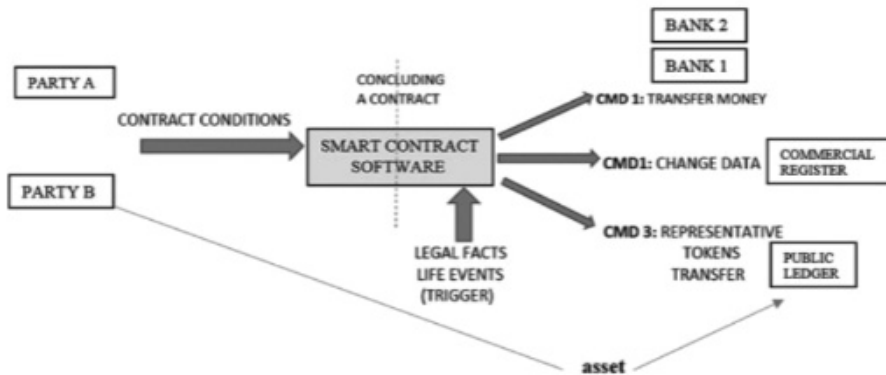 BANK 2
PARTY A
BANK 1
CONCLUDING
A CONTRACT
CMD 1: TRANSFER MONEY
CONTRACT CONDITIONS
SMART CONTRACT
SOFTWARE
CMD1: CHANGE DATA
COMMERCIAL
REGISTER
PARTY B
CMD 3: REPRESENTATIVE
TOKENS
TRANSFER
LEGAL FACTS
LIFE EVENTS
(TRIGGER)
PUBLIC
LEDGER
asset